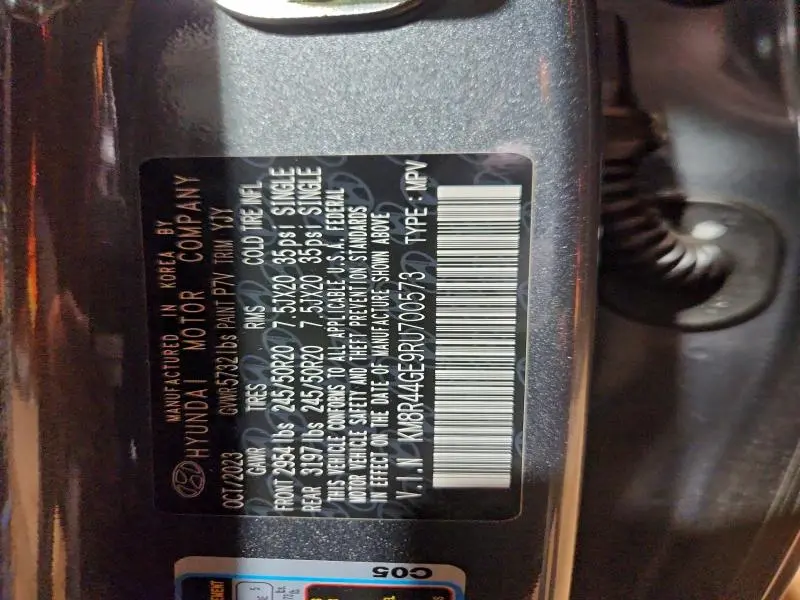 MANUFACTURED IN KOREA BY
HYUNDAI MOTOR COMPANY
OCT/2023 GVWR 5732 lbs PAINT P7V TRIM YJY
GAWR TIRES RIMS COLD TIRE INFL
FRONT 2954 lbs 245/50R20 7.5JX20 35psi SINGLE
REAR 3197 lbs 245/50R20 7.5JX20 35psi SINGLE
THIS VEHICLE CONFORMS TO ALL APPLICABLE U.S.A. FEDERAL
MOTOR VEHICLE SAFETY AND THEFT PREVENTION STANDARDS
IN EFFECT ON THE DATE OF MANUFACTURE SHOWN ABOVE
V.I.N KM8R44GE9RU700573 TYPE : MPV
C05